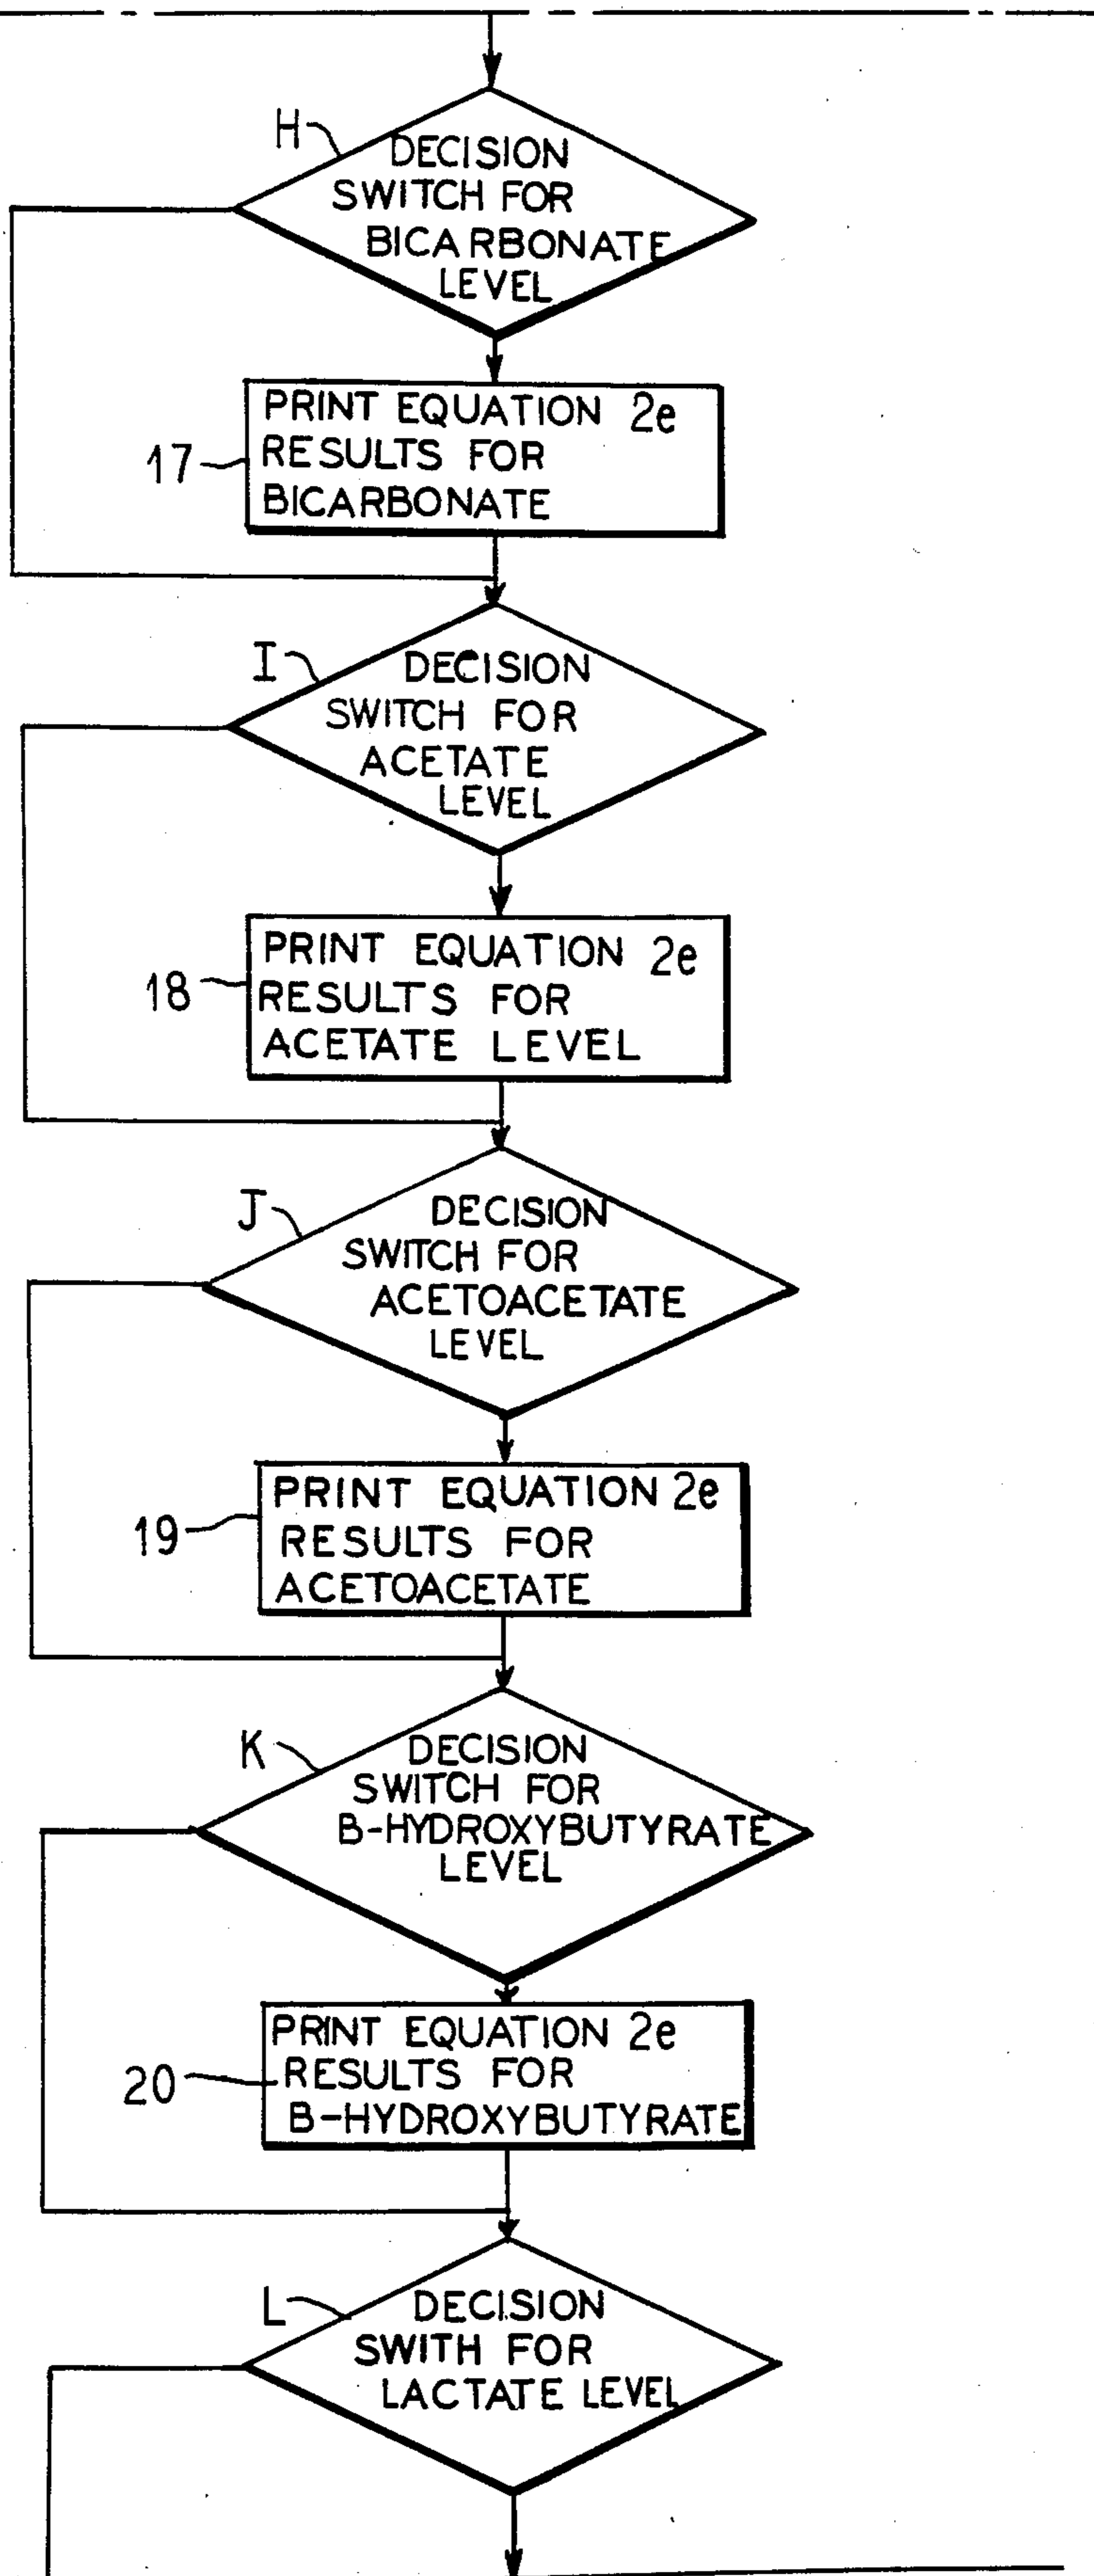 H
DECISION
SWITCH FOR
BICARBONATE
LEVEL
PRINT EQUATION 2e
17
RESULTS FOR
BICARBONATE
I
DECISION
SWITCH FOR
ACETATE
LEVEL
PRINT EQUATION 2e
18
RESULTS FOR
ACETATE LEVEL
J
DECISION
SWITCH FOR
ACETOACETATE
LEVEL
PRINT EQUATION 2e
19
RESULTS FOR
ACETOACETATE
K
DECISION
SWITCH FOR
B-HYDROXYBUTYRATE
LEVEL
PRINT EQUATION 2e
20
RESULTS FOR
B-HYDROXYBUTYRATE
L
DECISION
SWITH FOR
LACTATE LEVEL